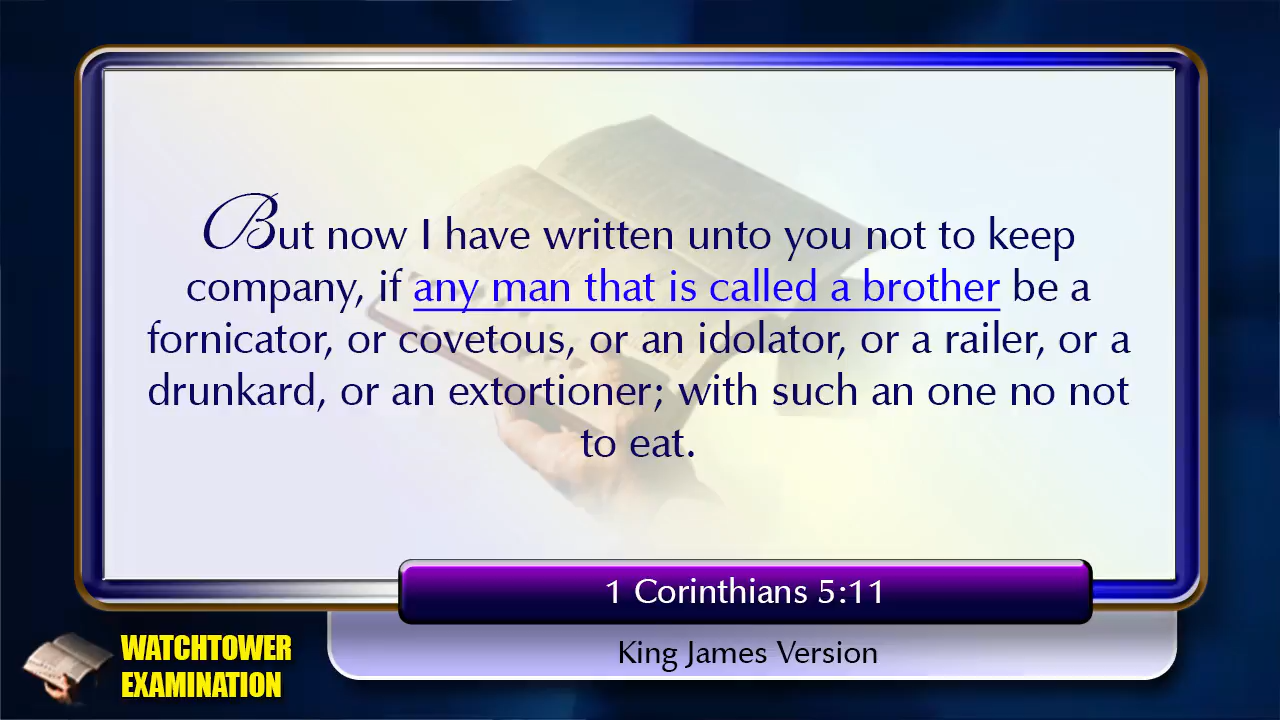 But now I have written unto you not to keep
company, if any man that is called a brother be a
fornicator, or covetous, or an idolator, or a railer, or a
drunkard, or an extortioner; with such an one no not
to eat.
1 Corinthians 5:11
King James Version
WATCHTOWER
EXAMINATION